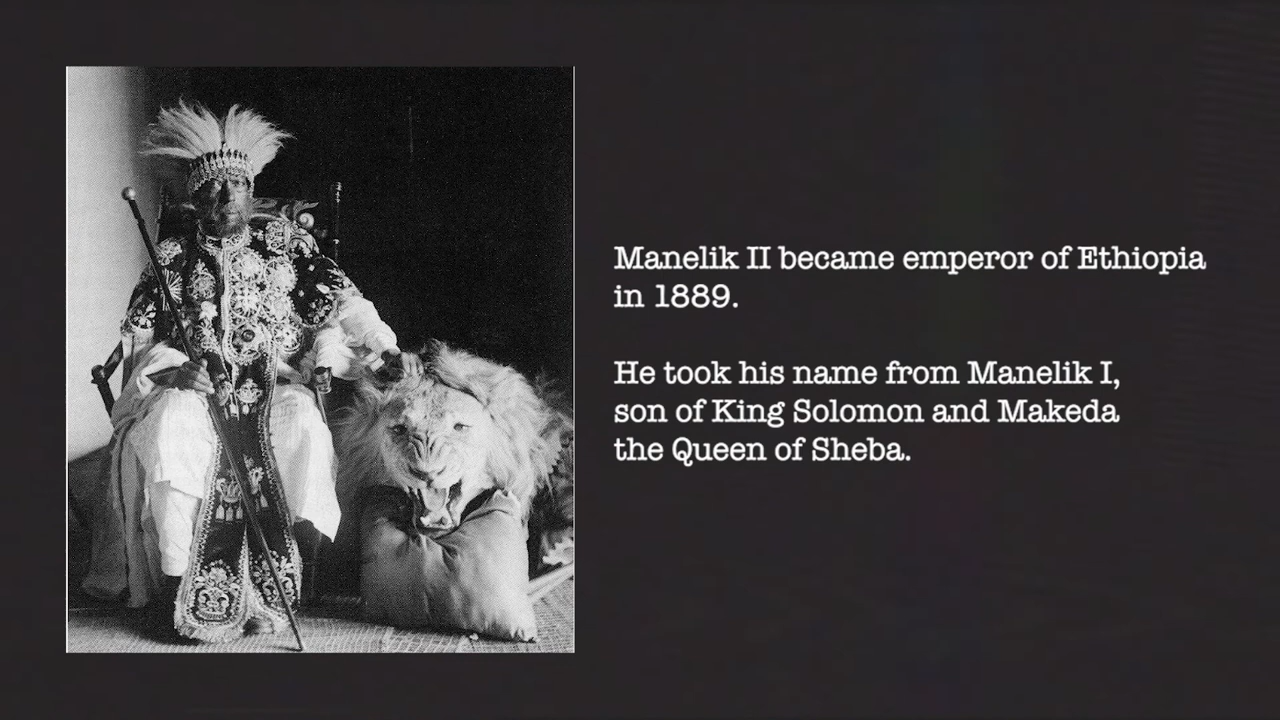 Manelik II became emperor of Ethiopia
in 1889.
He took his name from Manelik I,
son of King Solomon and Makeda
the Queen of Sheba.